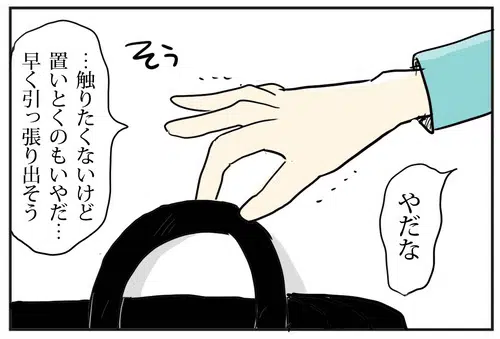 やだな
そぅ
…触りたくないけど
置いとくのもいやだ…
早く引っ張り出そう